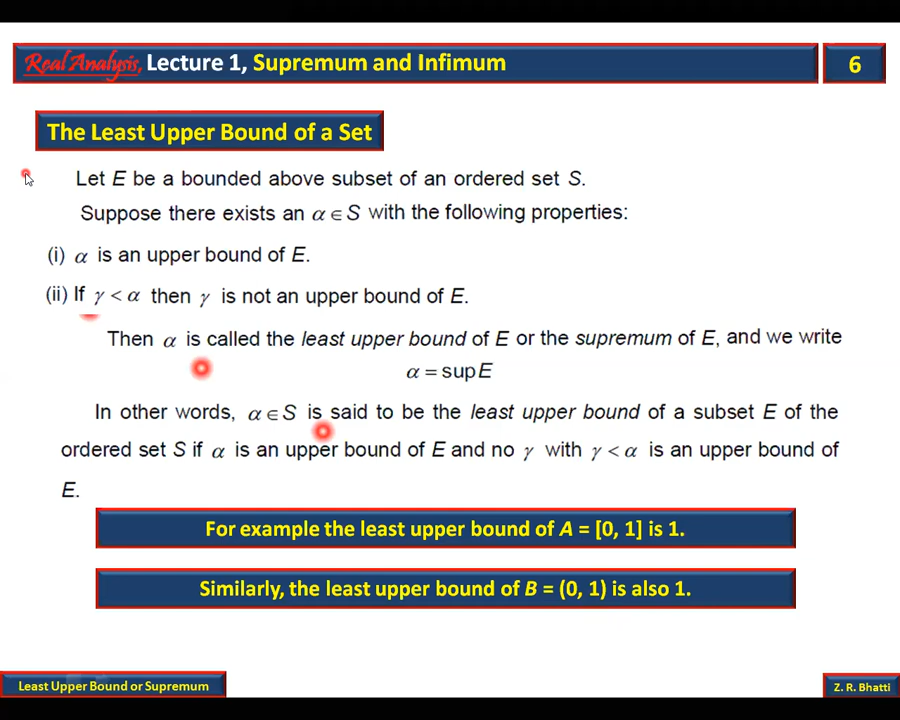 Real Analysis, Lecture 1, Supremum and Infimum
6
The Least Upper Bound of a Set
Let E be a bounded above subset of an ordered set S.
Suppose there exists an α ∈ S with the following properties:
(i) α is an upper bound of E.
(ii) If γ < α then γ is not an upper bound of E.
Then α is called the least upper bound of E or the supremum of E, and we write
α = sup E
In other words, α ∈ S is said to be the least upper bound of a subset E of the
ordered set S if α is an upper bound of E and no γ with γ < α is an upper bound of
E.
For example the least upper bound of A = [0, 1] is 1.
Similarly, the least upper bound of B = (0, 1) is also 1.
Least Upper Bound or Supremum
Z. R. Bhatti